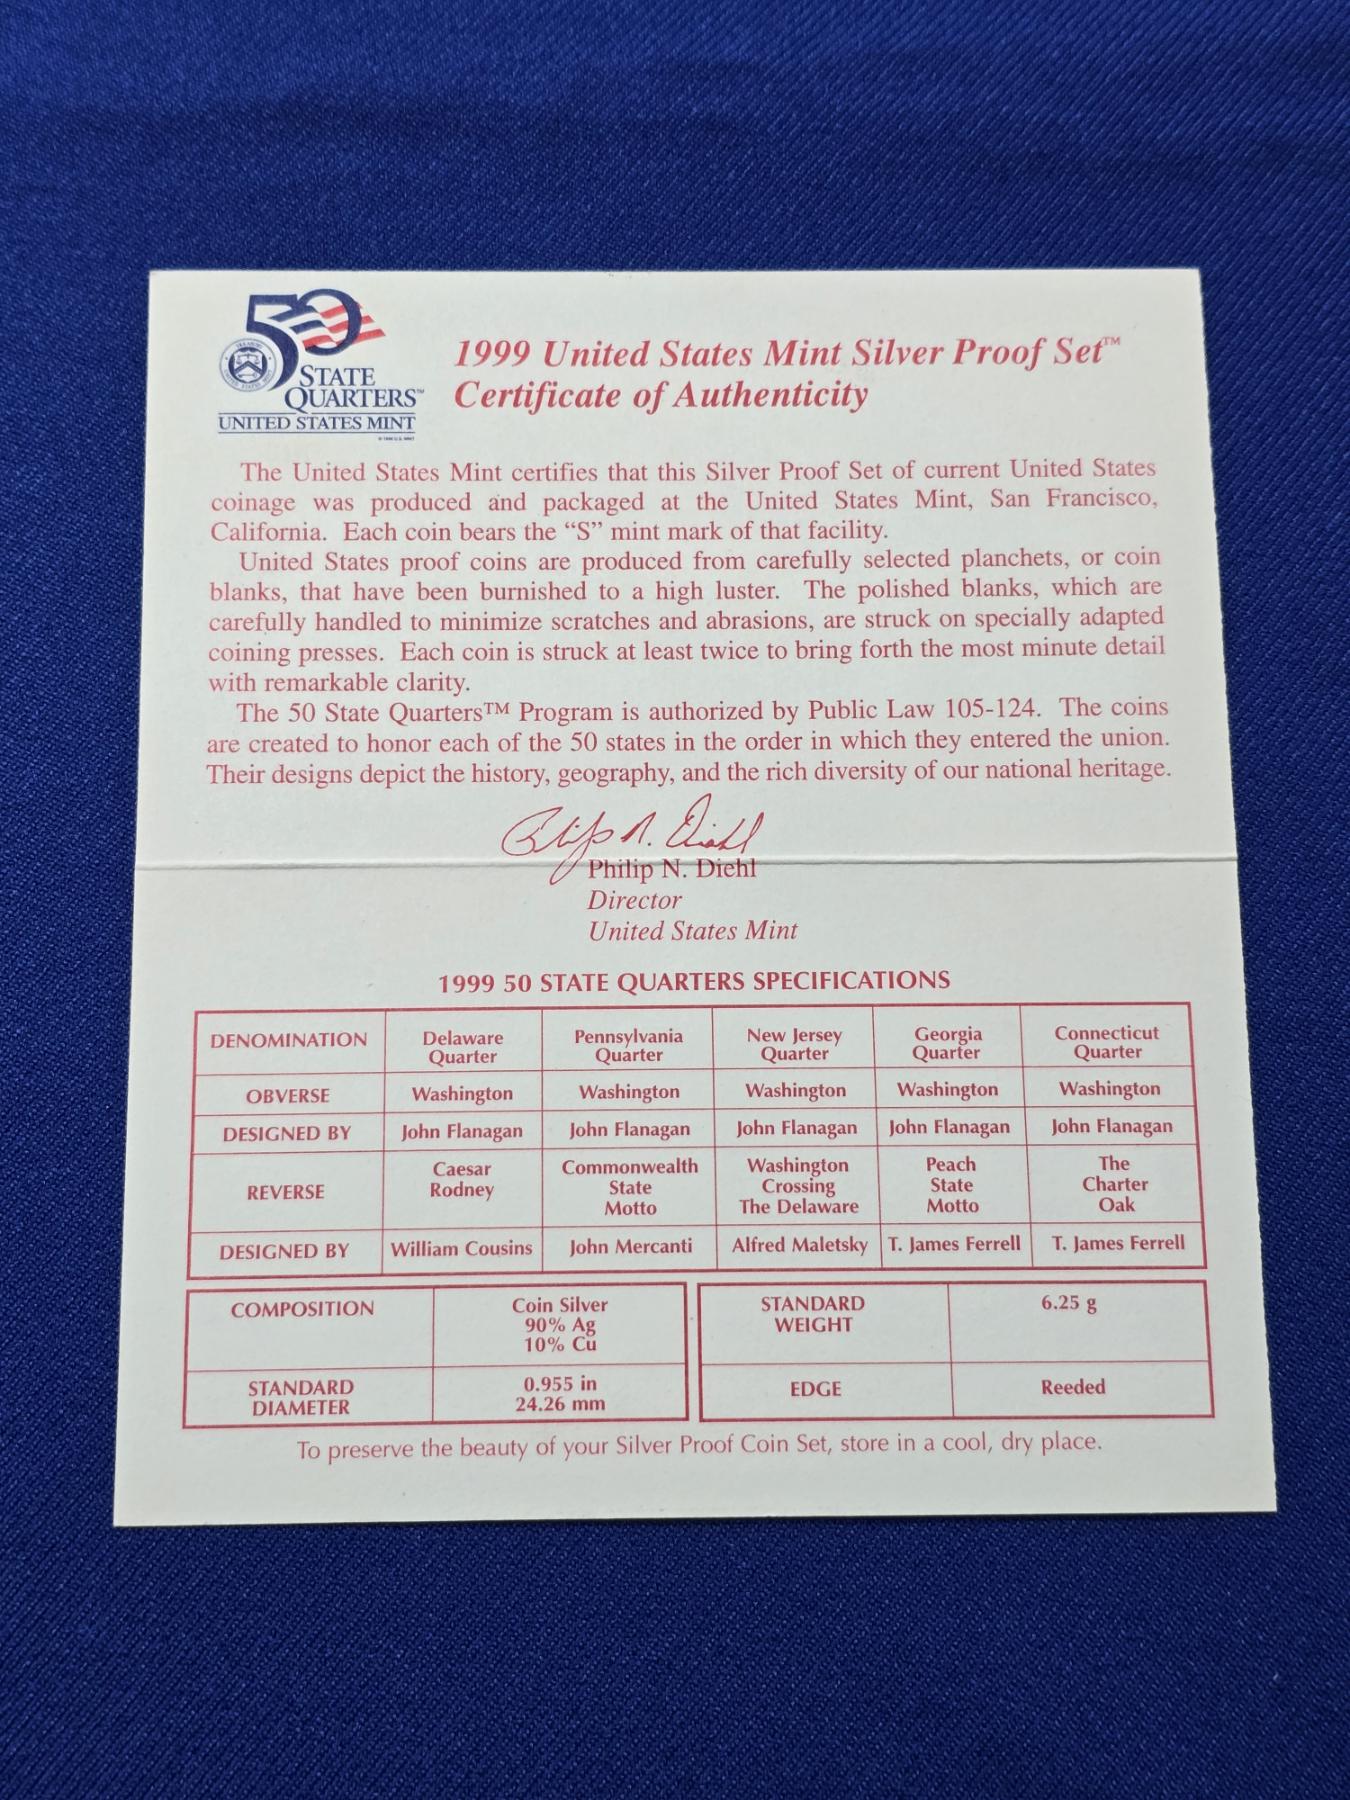 50
STATE
QUARTERS™
UNITED STATES MINT
1999 United States Mint Silver Proof Set™
Certificate of Authenticity
The United States Mint certifies that this Silver Proof Set of current United States
coinage was produced and packaged at the United States Mint, San Francisco,
California. Each coin bears the “S” mint mark of that facility.
United States proof coins are produced from carefully selected planchets, or coin
blanks, that have been burnished to a high luster. The polished blanks, which are
carefully handled to minimize scratches and abrasions, are struck on specially adapted
coining presses. Each coin is struck at least twice to bring forth the most minute detail
with remarkable clarity.
The 50 State Quarters™ Program is authorized by Public Law 105-124. The coins
are created to honor each of the 50 states in the order in which they entered the union.
Their designs depict the history, geography, and the rich diversity of our national heritage.
Philip N. Diehl
Philip N. Diehl
Director
United States Mint
1999 50 STATE QUARTERS SPECIFICATIONS
DENOMINATION Delaware Quarter Pennsylvania Quarter New Jersey Quarter Georgia Quarter Connecticut Quarter
OBVERSE Washington Washington Washington Washington Washington
DESIGNED BY John Flanagan John Flanagan John Flanagan John Flanagan John Flanagan
REVERSE Caesar Rodney Commonwealth State Motto Washington Crossing The Delaware Peach State Motto The Charter Oak
DESIGNED BY William Cousins John Mercanti Alfred Maletsky T. James Ferrell T. James Ferrell
COMPOSITION Coin Silver 90% Ag 10% Cu
STANDARD DIAMETER 0.955 in 24.26 mm
STANDARD WEIGHT 6.25 g
EDGE Reeded
To preserve the beauty of your Silver Proof Coin Set, store in a cool, dry place.